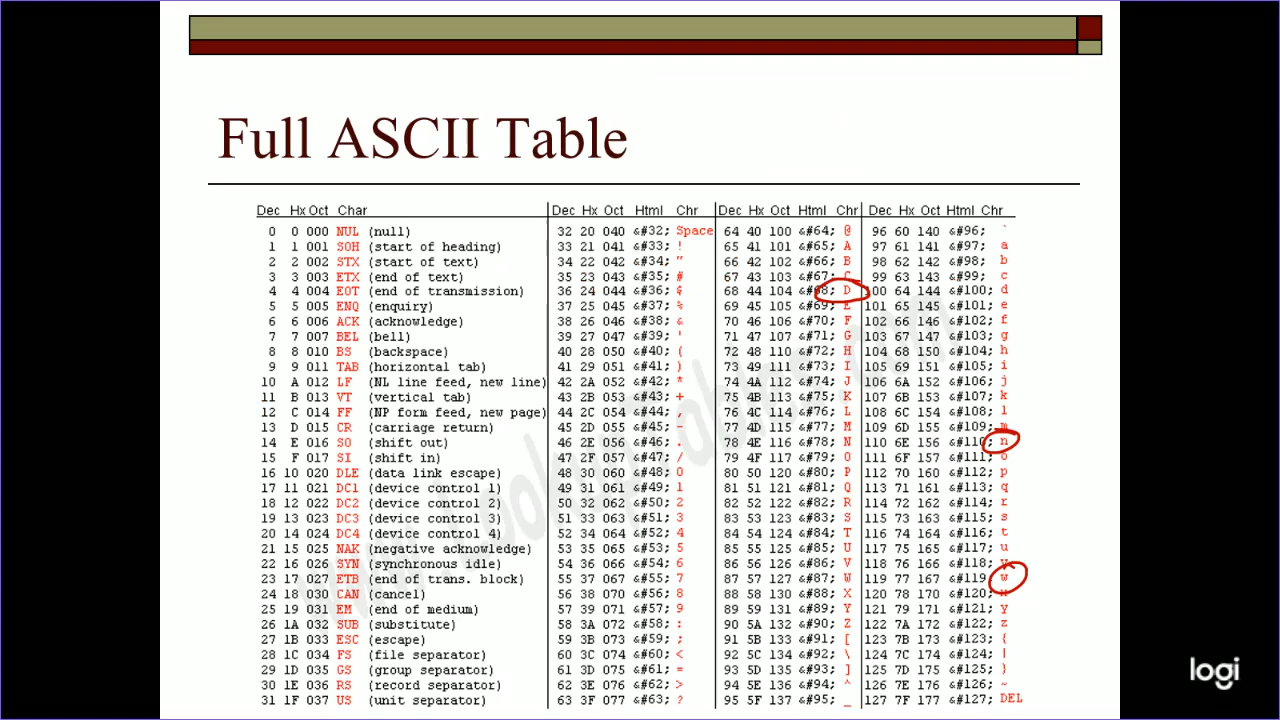 Full ASCII Table
Dec Hx Oct Char Dec Hx Oct Html Chr Dec Hx Oct Html Chr Dec Hx Oct Html Chr
0 0 000 NUL (null) 32 20 040 &#32; Space 64 40 100 &#64; @ 96 60 140 &#96; `
1 1 001 SOH (start of heading) 33 21 041 &#33; ! 65 41 101 &#65; A 97 61 141 &#97; a
2 2 002 STX (start of text) 34 22 042 &#34; " 66 42 102 &#66; B 98 62 142 &#98; b
3 3 003 ETX (end of text) 35 23 043 &#35; # 67 43 103 &#67; C 99 63 143 &#99; c
4 4 004 EOT (end of transmission) 36 24 044 &#36; $ 68 44 104 &#68; D 100 64 144 &#100; d
5 5 005 ENQ (enquiry) 37 25 045 &#37; % 69 45 105 &#69; E 101 65 145 &#101; e
6 6 006 ACK (acknowledge) 38 26 046 &#38; & 70 46 106 &#70; F 102 66 146 &#102; f
7 7 007 BEL (bell) 39 27 047 &#39; ' 71 47 107 &#71; G 103 67 147 &#103; g
8 8 010 BS (backspace) 40 28 050 &#40; ( 72 48 110 &#72; H 104 68 150 &#104; h
9 9 011 TAB (horizontal tab) 41 29 051 &#41; ) 73 49 111 &#73; I 105 69 151 &#105; i
10 A 012 LF (NL line feed, new line) 42 2A 052 &#42; * 74 4A 112 &#74; J 106 6A 152 &#106; j
11 B 013 VT (vertical tab) 43 2B 053 &#43; + 75 4B 113 &#75; K 107 6B 153 &#107; k
12 C 014 FF (NP form feed, new page) 44 2C 054 &#44; , 76 4C 114 &#76; L 108 6C 154 &#108; l
13 D 015 CR (carriage return) 45 2D 055 &#45; - 77 4D 115 &#77; M 109 6D 155 &#109; m
14 E 016 SO (shift out) 46 2E 056 &#46; . 78 4E 116 &#78; N 110 6E 156 &#110; n
15 F 017 SI (shift in) 47 2F 057 &#47; / 79 4F 117 &#79; O 111 6F 157 &#111; o
16 10 020 DLE (data link escape) 48 30 060 &#48; 0 80 50 120 &#80; P 112 70 160 &#112; p
17 11 021 DC1 (device control 1) 49 31 061 &#49; 1 81 51 121 &#81; Q 113 71 161 &#113; q
18 12 022 DC2 (device control 2) 50 32 062 &#50; 2 82 52 122 &#82; R 114 72 162 &#114; r
19 13 023 DC3 (device control 3) 51 33 063 &#51; 3 83 53 123 &#83; S 115 73 163 &#115; s
20 14 024 DC4 (device control 4) 52 34 064 &#52; 4 84 54 124 &#84; T 116 74 164 &#116; t
21 15 025 NAK (negative acknowledge) 53 35 065 &#53; 5 85 55 125 &#85; U 117 75 165 &#117; u
22 16 026 SYN (synchronous idle) 54 36 066 &#54; 6 86 56 126 &#86; V 118 76 166 &#118; v
23 17 027 ETB (end of trans. block) 55 37 067 &#55; 7 87 57 127 &#87; W 119 77 167 &#119; w
24 18 030 CAN (cancel) 56 38 070 &#56; 8 88 58 130 &#88; X 120 78 170 &#120; x
25 19 031 EM (end of medium) 57 39 071 &#57; 9 89 59 131 &#89; Y 121 79 171 &#121; y
26 1A 032 SUB (substitute) 58 3A 072 &#58; : 90 5A 132 &#90; Z 122 7A 172 &#122; z
27 1B 033 ESC (escape) 59 3B 073 &#59; ; 91 5B 133 &#91; [ 123 7B 173 &#123; {
28 1C 034 FS (file separator) 60 3C 074 &#60; < 92 5C 134 &#92; \ 124 7C 174 &#124; |
29 1D 035 GS (group separator) 61 3D 075 &#61; = 93 5D 135 &#93; ] 125 7D 175 &#125; }
30 1E 036 RS (record separator) 62 3E 076 &#62; > 94 5E 136 &#94; ^ 126 7E 176 &#126; ~
31 1F 037 US (unit separator) 63 3F 077 &#63; ? 95 5F 137 &#95; _ 127 7F 177 &#127; DEL
logi